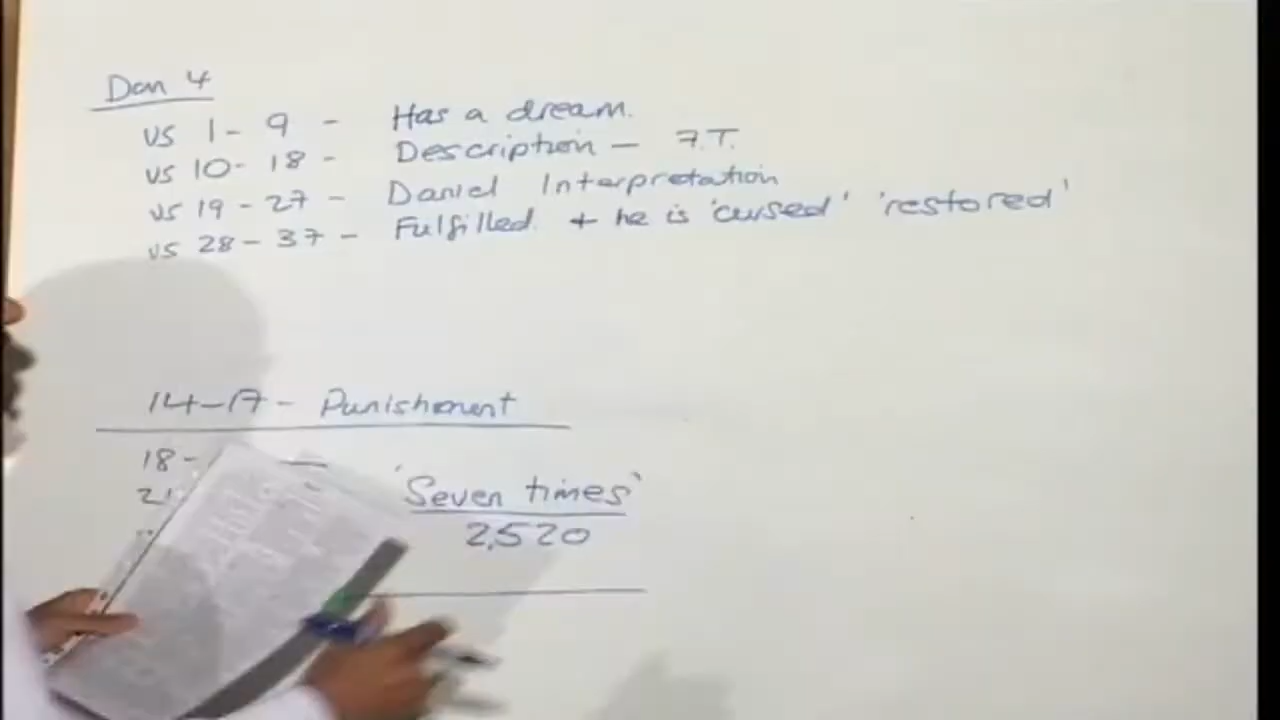 Dan 4
vs 1-9 - Has a dream.
vs 10-18 - Description - 7.T.
vs 19-27 - Daniel Interpretation
vs 28-37 - Fulfilled. + he is 'cursed' 'restored'
14-17 - Punishment
18-
21
'Seven times'
2,520